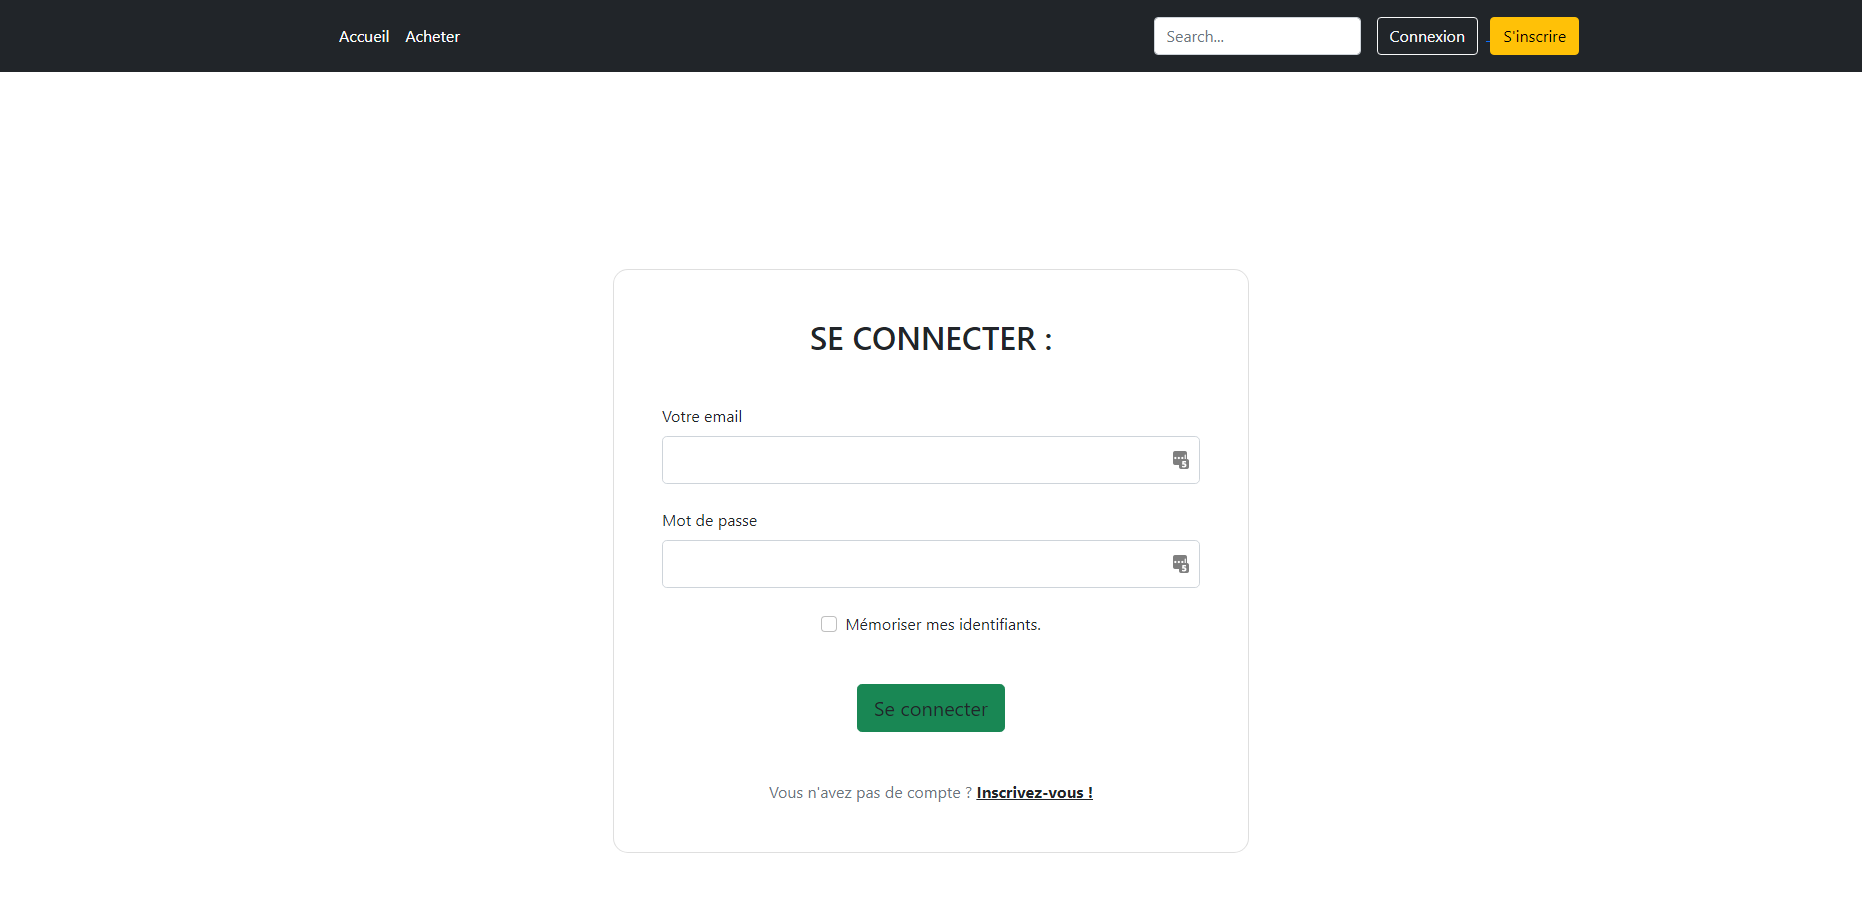 Accueil Acheter Search... Connexion S'inscrire
SE CONNECTER :
Votre email
Mot de passe
Mémoriser mes identifiants.
Se connecter
Vous n'avez pas de compte ? Inscrivez-vous !